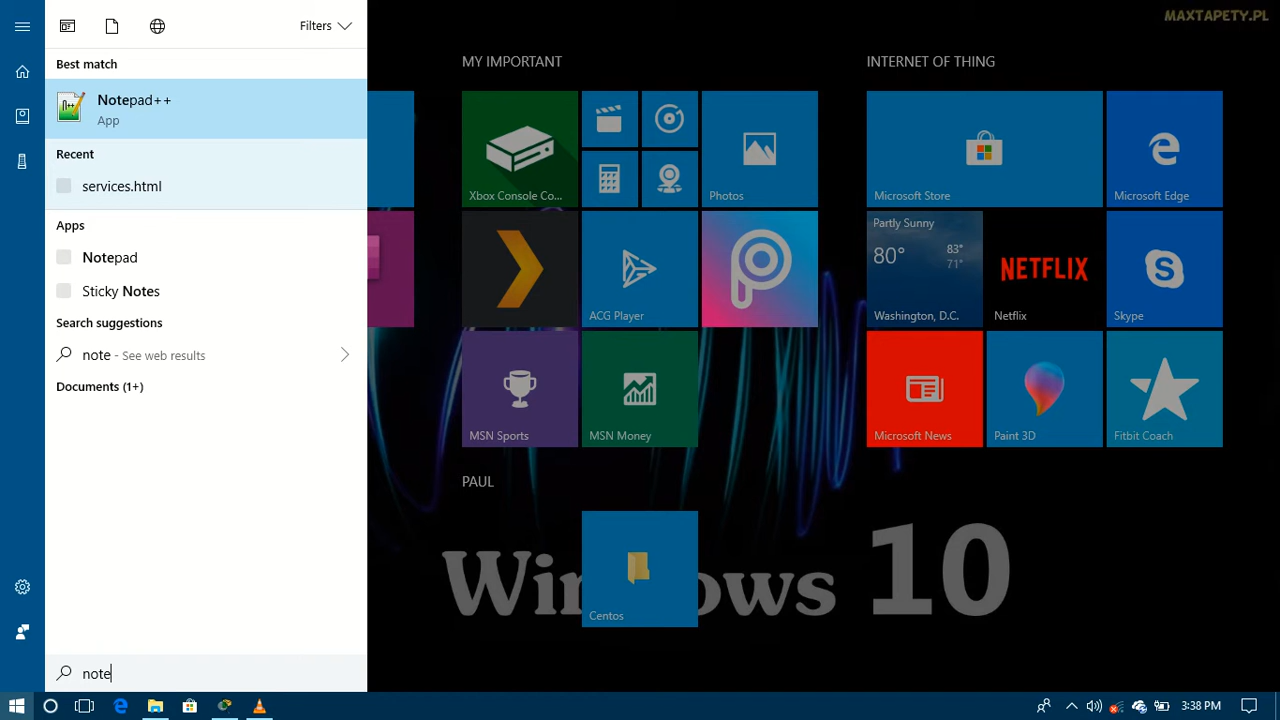 MAXTAPETY.PL
Filters
Best match
Notepad++
App
Recent
services.html
Apps
Notepad
Sticky Notes
Search suggestions
note - See web results
Documents (1+)
note
MY IMPORTANT
Xbox Console Co...
Photos
ACG Player
MSN Sports
MSN Money
PAUL
Centos
INTERNET OF THING
Microsoft Store
Microsoft Edge
Partly Sunny
80°
83°
71°
Washington, D.C.
NETFLIX
Netflix
Skype
Microsoft News
Paint 3D
Fitbit Coach
Windows 10
3:38 PM